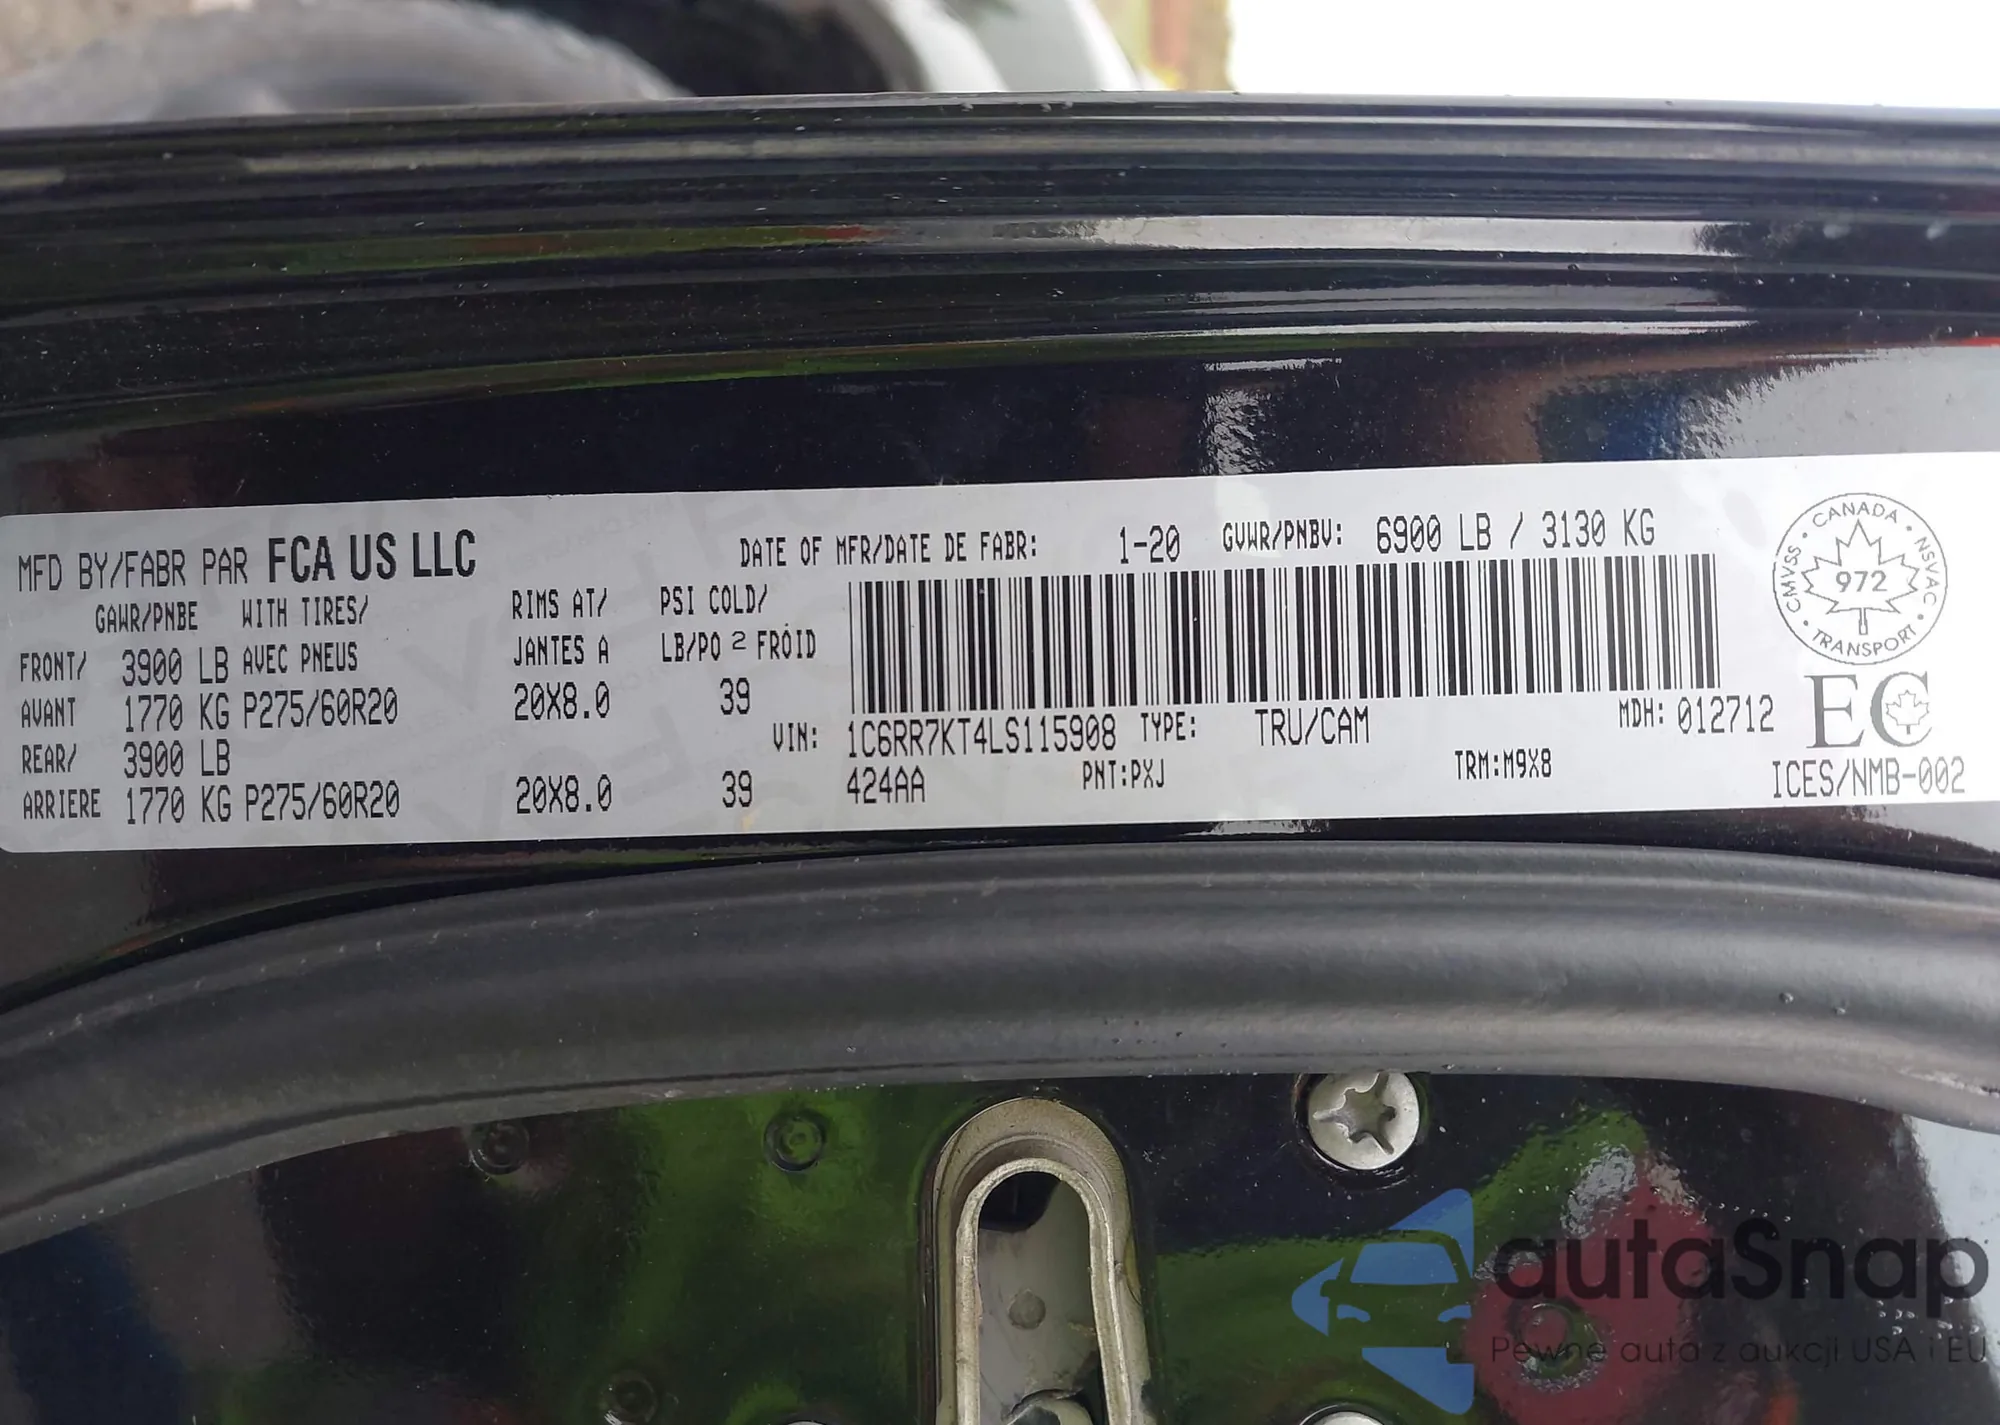 MFD BY/FABR PAR FCA US LLC DATE OF MFR/DATE DE FABR: 1-20 GVWR/PNBV: 6900 LB / 3130 KG
GAWR/PNBE WITH TIRES/ RIMS AT/ PSI COLD/
FRONT/ 3900 LB AVEC PNEUS JANTES A LB/PO 2 FROID
AVANT 1770 KG P275/60R20 20X8.0 39
REAR/ 3900 LB
ARRIERE 1770 KG P275/60R20 20X8.0 39
VIN: 1C6RR7KT4LS115908 TYPE: TRU/CAM MDH: 012712
424AA PNT:PXJ TRM:M9X8
CANADA
CMVSS · NSVAC
972
TRANSPORT
EC
ICES/NMB-002
autaSnap
Pewne auta z aukcji USA i EU